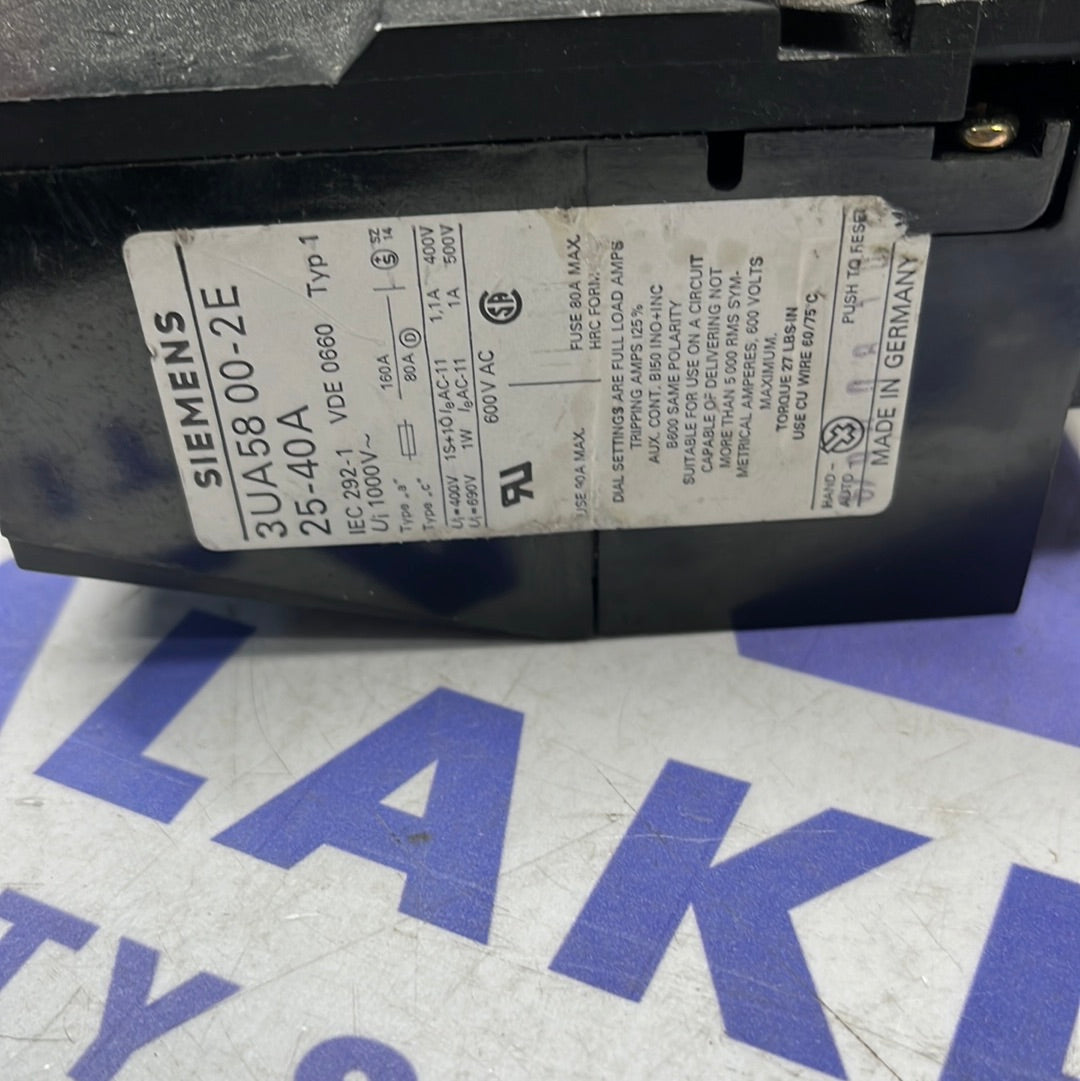 SIEMENS
3UA58 00-2E
25-40A Typ 1
IEC 292-1 VDE 0660
Ui 1000V~
Type „a“ 160A
Type „c“ 80A D
Ui=400V 1S+1Ö IeAC-11 1,1A 400V
Ui=690V 1W IeAC-11 1A 500V
SZ
14
600V AC
USE 90A MAX. FUSE 80A MAX.
HRC FORM
DIAL SETTINGS ARE FULL LOAD AMPS
TRIPPING AMPS 125%
AUX. CONT. B150 1NO+1NC
B600 SAME POLARITY
SUITABLE FOR USE ON A CIRCUIT
CAPABLE OF DELIVERING NOT
MORE THAN 5 000 RMS SYM-
METRICAL AMPERES, 600 VOLTS
MAXIMUM.
TORQUE 27 LBS·IN
USE CU WIRE 60/75°C
HAND- PUSH TO RESE
AUTO
MADE IN GERMANY
LAK
TY